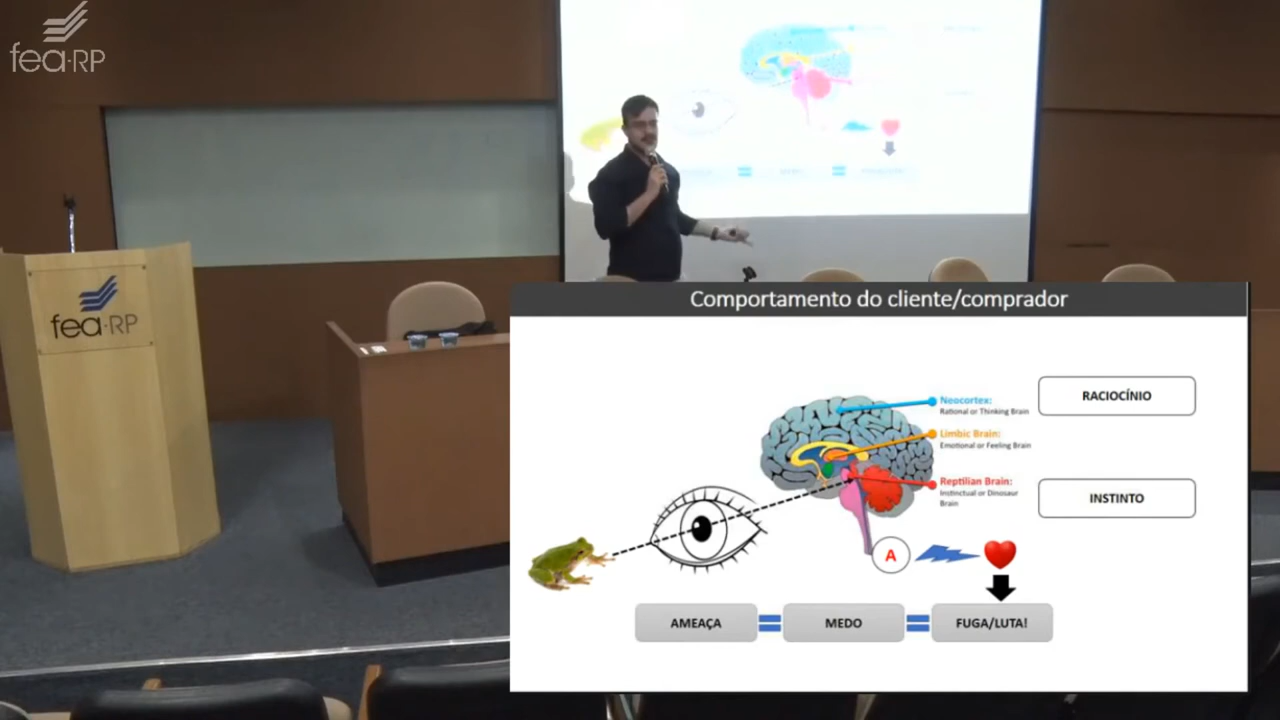 fea-RP
fea-RP
Comportamento do cliente/comprador
Neocortex:
Rational or Thinking Brain
RACIOCÍNIO
Limbic Brain:
Emotional or Feeling Brain
Reptilian Brain:
Instinctual or Dinosaur
Brain
INSTINTO
A
AMEAÇA
MEDO
FUGA/LUTA!